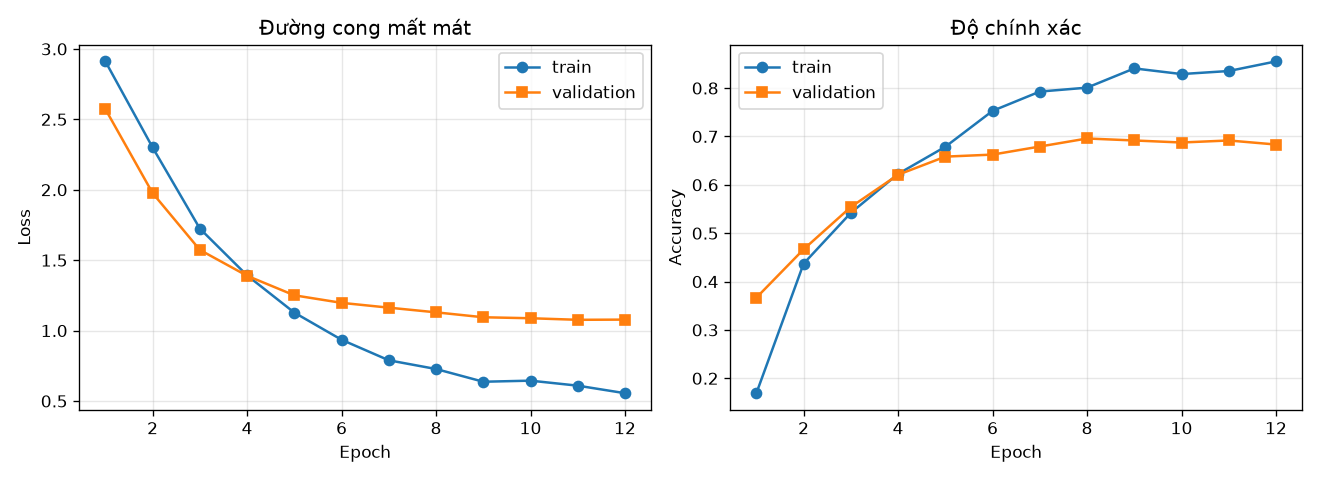 Đường cong mất mát
3.0
2.5
2.0
1.5
1.0
0.5
Loss
train
validation
2
4
6
8
10
12
Epoch
Độ chính xác
0.8
0.7
0.6
0.5
0.4
0.3
0.2
Accuracy
train
validation
2
4
6
8
10
12
Epoch